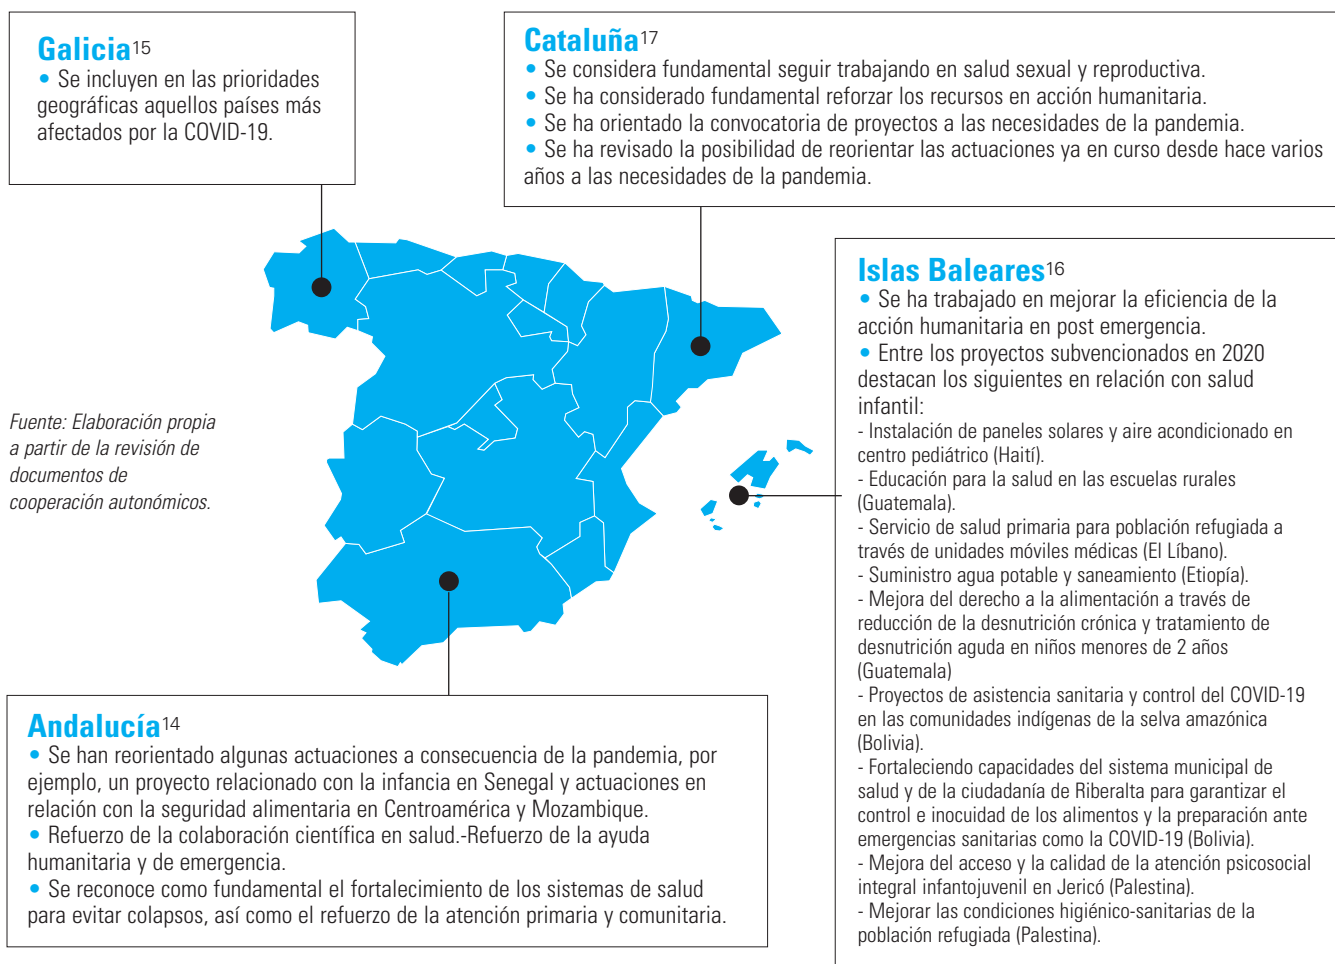 Galicia15
• Se incluyen en las prioridades
geográficas aquellos países más
afectados por la COVID-19.
Cataluña17
• Se considera fundamental seguir trabajando en salud sexual y reproductiva.
• Se ha considerado fundamental reforzar los recursos en acción humanitaria.
• Se ha orientado la convocatoria de proyectos a las necesidades de la pandemia.
• Se ha revisado la posibilidad de reorientar las actuaciones ya en curso desde hace varios
años a las necesidades de la pandemia.
Islas Baleares16
• Se ha trabajado en mejorar la eficiencia de la
acción humanitaria en post emergencia.
• Entre los proyectos subvencionados en 2020
destacan los siguientes en relación con salud
infantil:
- Instalación de paneles solares y aire acondicionado en
centro pediátrico (Haití).
- Educación para la salud en las escuelas rurales
(Guatemala).
- Servicio de salud primaria para población refugiada a
través de unidades móviles médicas (El Líbano).
- Suministro agua potable y saneamiento (Etiopía).
- Mejora del derecho a la alimentación a través de
reducción de la desnutrición crónica y tratamiento de
desnutrición aguda en niños menores de 2 años
(Guatemala)
- Proyectos de asistencia sanitaria y control del COVID-19
en las comunidades indígenas de la selva amazónica
(Bolivia).
- Fortaleciendo capacidades del sistema municipal de
salud y de la ciudadanía de Riberalta para garantizar el
control e inocuidad de los alimentos y la preparación ante
emergencias sanitarias como la COVID-19 (Bolivia).
- Mejora del acceso y la calidad de la atención psicosocial
integral infantojuvenil en Jericó (Palestina).
- Mejorar las condiciones higiénico-sanitarias de la
población refugiada (Palestina).
Fuente: Elaboración propia
a partir de la revisión de
documentos de
cooperación autonómicos.
Andalucía14
• Se han reorientado algunas actuaciones a consecuencia de la pandemia, por
ejemplo, un proyecto relacionado con la infancia en Senegal y actuaciones en
relación con la seguridad alimentaria en Centroamérica y Mozambique.
• Refuerzo de la colaboración científica en salud.-Refuerzo de la ayuda
humanitaria y de emergencia.
• Se reconoce como fundamental el fortalecimiento de los sistemas de salud
para evitar colapsos, así como el refuerzo de la atención primaria y comunitaria.